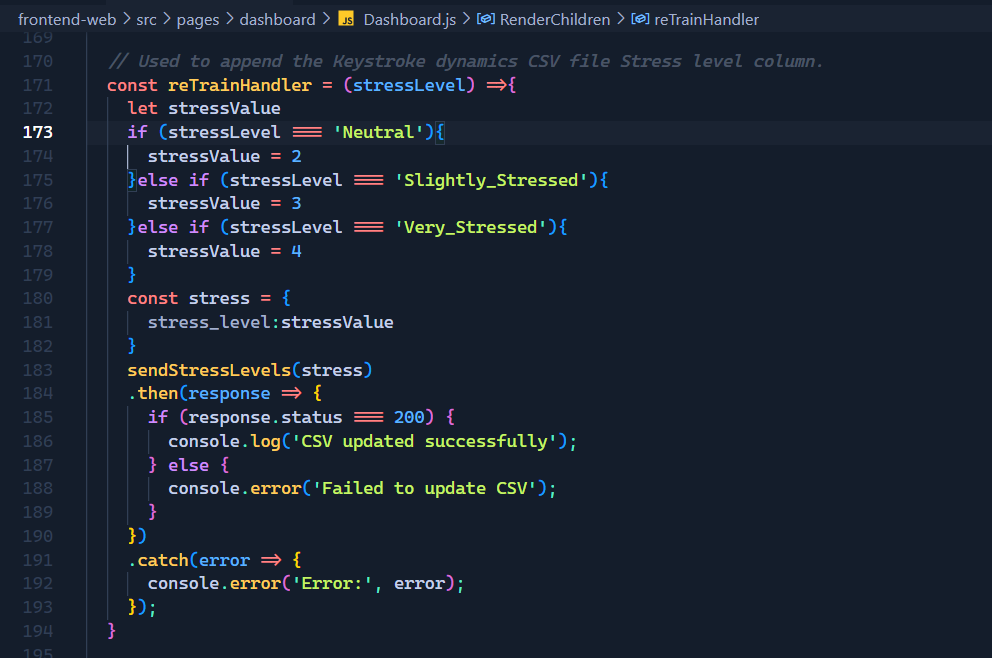 frontend-web > src > pages > dashboard > JS Dashboard.js > RenderChildren > reTrainHandler
169
170 // Used to append the Keystroke dynamics CSV file Stress level column.
171 const reTrainHandler = (stressLevel) =>{
172 let stressValue
173 if (stressLevel === 'Neutral'){
174 stressValue = 2
175 }else if (stressLevel === 'Slightly_Stressed'){
176 stressValue = 3
177 }else if (stressLevel === 'Very_Stressed'){
178 stressValue = 4
179 }
180 const stress = {
181 stress_level:stressValue
182 }
183 sendStressLevels(stress)
184 .then(response => {
185 if (response.status === 200) {
186 console.log('CSV updated successfully');
187 } else {
188 console.error('Failed to update CSV');
189 }
190 })
191 .catch(error => {
192 console.error('Error:', error);
193 });
194 }
195